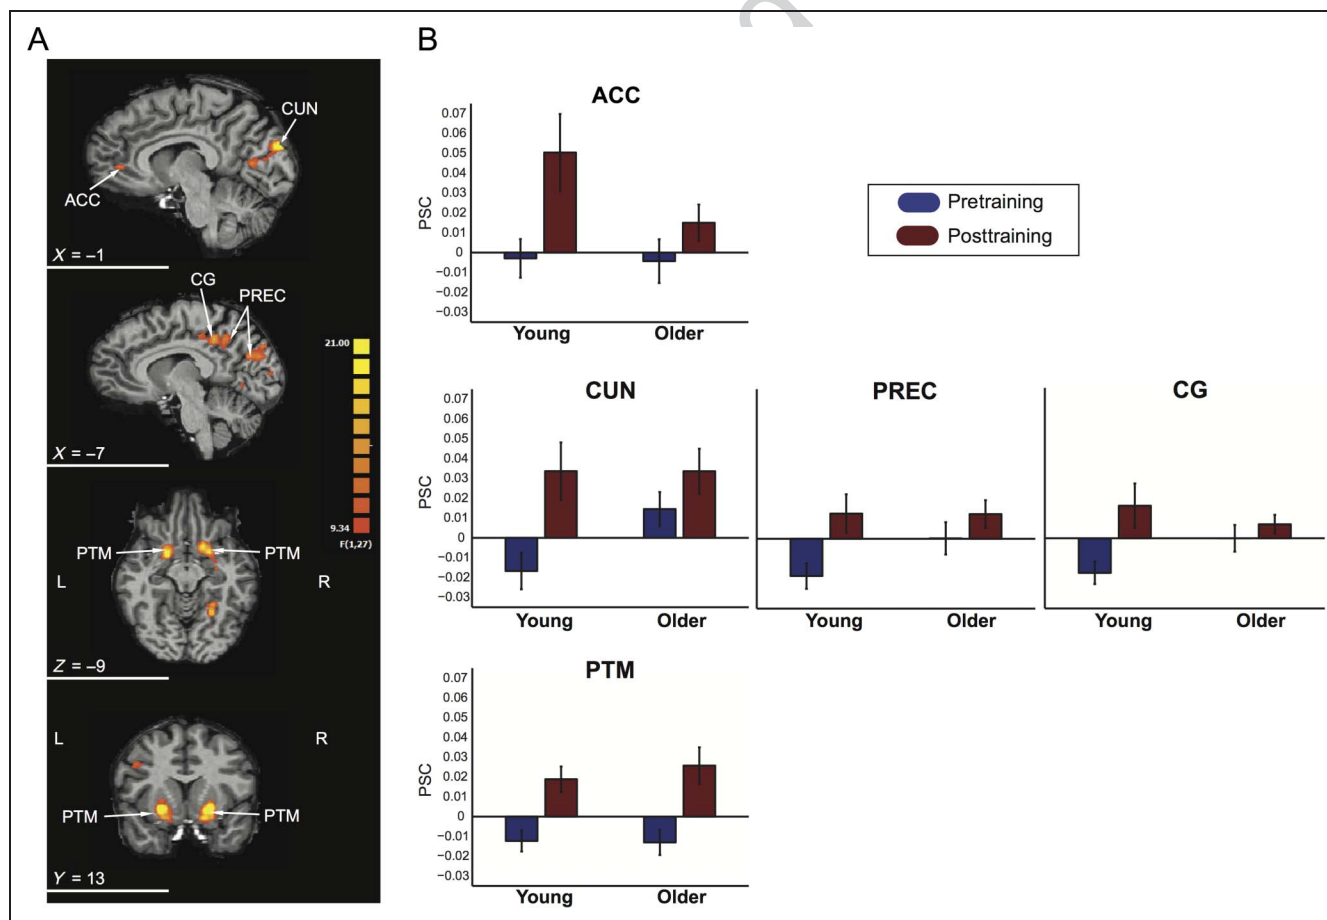 A
CUN
ACC
X = –1
CG
PREC
21.00
9.34
F(1,27)
X = –7
PTM
PTM
L
R
Z = –9
L
R
PTM
PTM
Y = 13
B
ACC
PSC
0.07
0.06
0.05
0.04
0.03
0.02
0.01
0
−0.01
−0.02
−0.03
Young
Older
Pretraining
Posttraining
CUN
PSC
0.07
0.06
0.05
0.04
0.03
0.02
0.01
0
−0.01
−0.02
−0.03
Young
Older
PREC
Young
Older
CG
Young
Older
PTM
PSC
0.07
0.06
0.05
0.04
0.03
0.02
0.01
0
−0.01
−0.02
−0.03
Young
Older